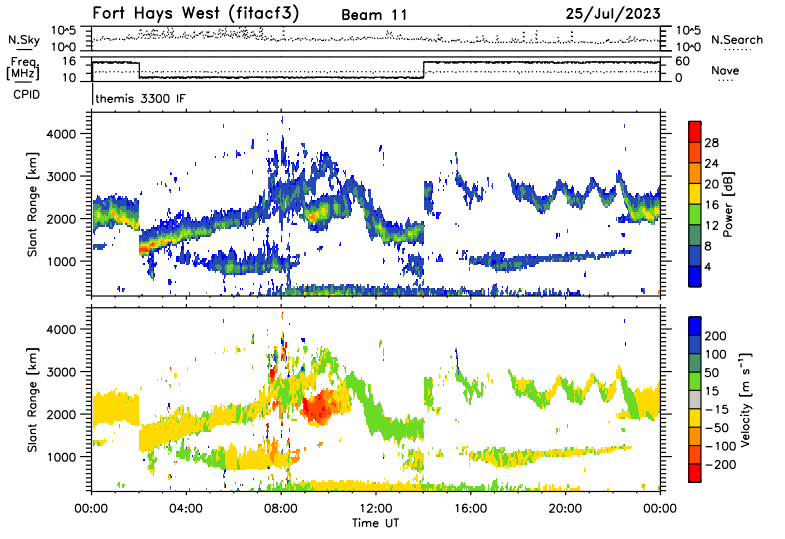 Fort Hays West (fitacf3) Beam 11 25/Jul/2023
N.Sky 10^5 10^0 10^5 10^0 N.Search
Freq. [MHz] 16 10 60 0 Nave
CPID themis 3300 IF
Slant Range [km]
4000
3000
2000
1000
Power [dB]
28
24
20
16
12
8
4
Slant Range [km]
4000
3000
2000
1000
Velocity [m s⁻¹]
200
100
50
15
-15
-50
-100
-200
00:00 04:00 08:00 12:00 16:00 20:00 00:00
Time UT